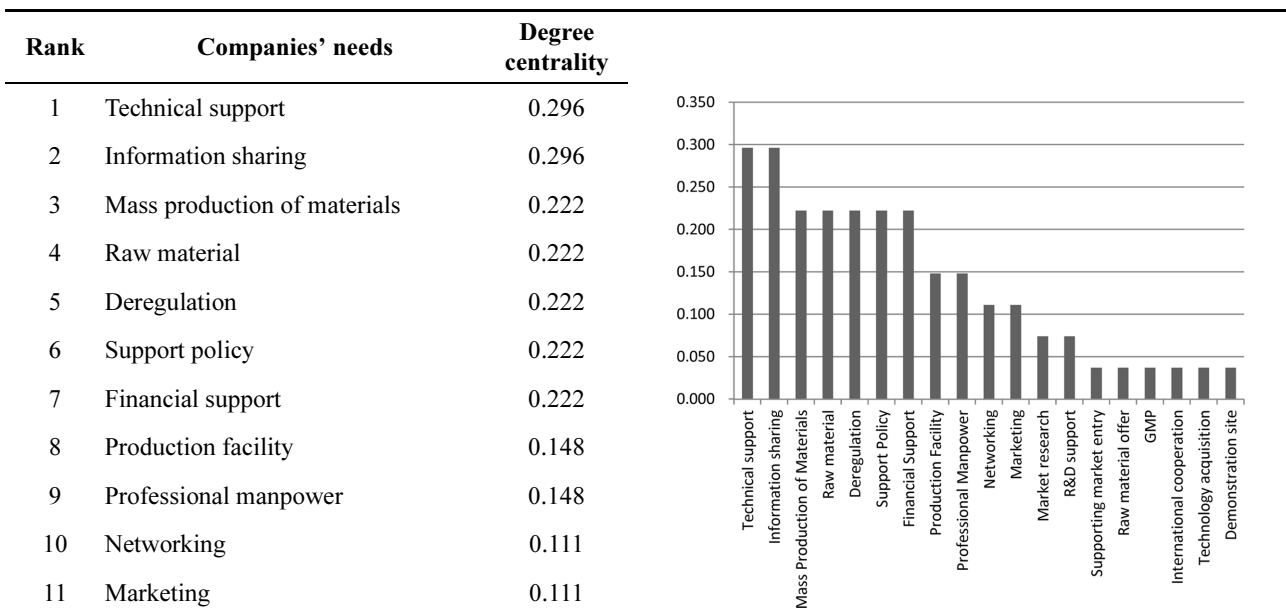 Rank Companies’ needs Degree centrality
1 Technical support 0.296
2 Information sharing 0.296
3 Mass production of materials 0.222
4 Raw material 0.222
5 Deregulation 0.222
6 Support policy 0.222
7 Financial support 0.222
8 Production facility 0.148
9 Professional manpower 0.148
10 Networking 0.111
11 Marketing 0.111
0.350
0.300
0.250
0.200
0.150
0.100
0.050
0.000
Technical support
Information sharing
Mass Production of Materials
Raw material
Deregulation
Support Policy
Financial Support
Production Facility
Professional Manpower
Networking
Marketing
Market research
R&D support
Supporting market entry
Raw material offer
GMP
International cooperation
Technology acquisition
Demonstration site